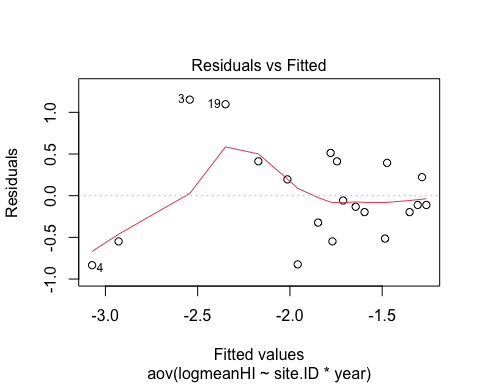 Residuals vs Fitted
Residuals
1.0
0.5
0.0
-0.5
-1.0
3
19
4
-3.0 -2.5 -2.0 -1.5
Fitted values
aov(logmeanHI ~ site.ID * year)